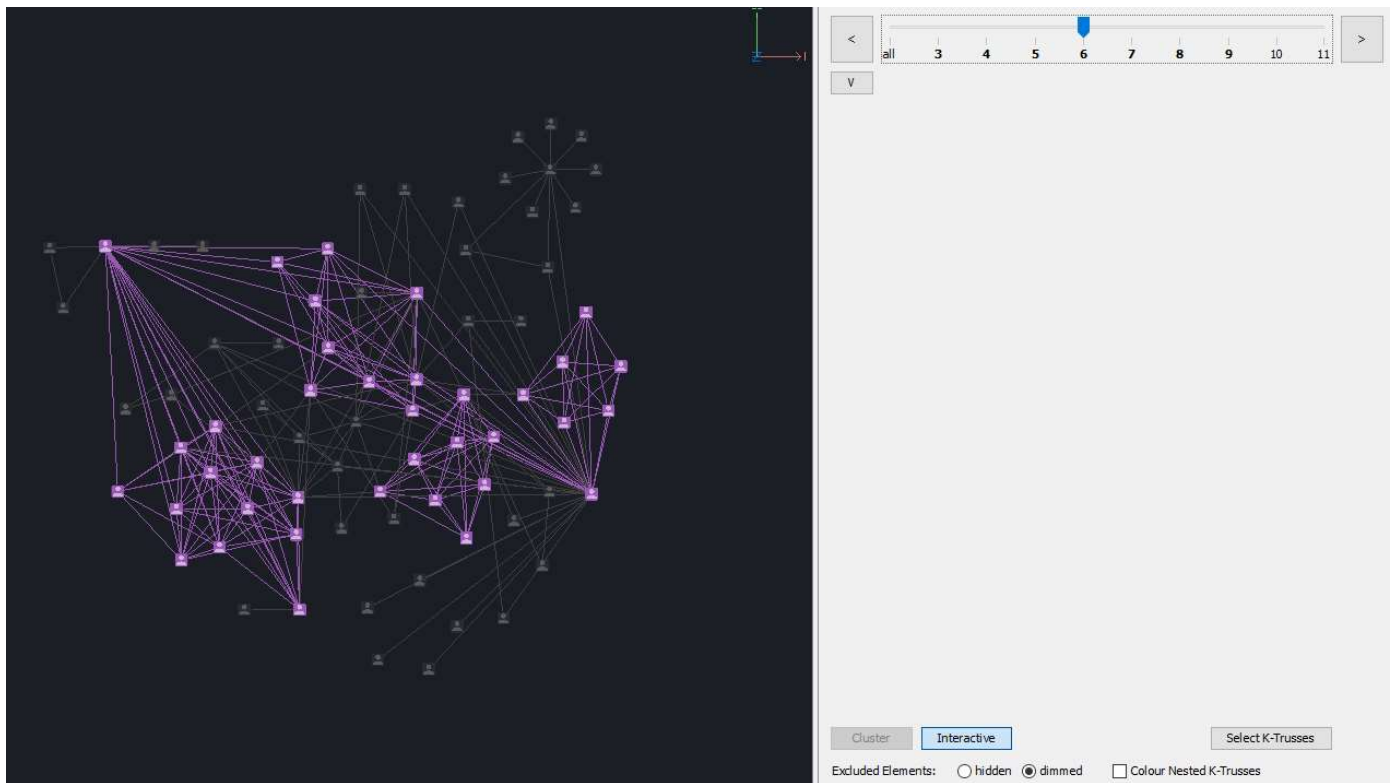 <
>
all 3 4 5 6 7 8 9 10 11
V
Cluster Interactive Select K-Trusses
Excluded Elements: hidden dimmed Colour Nested K-Trusses